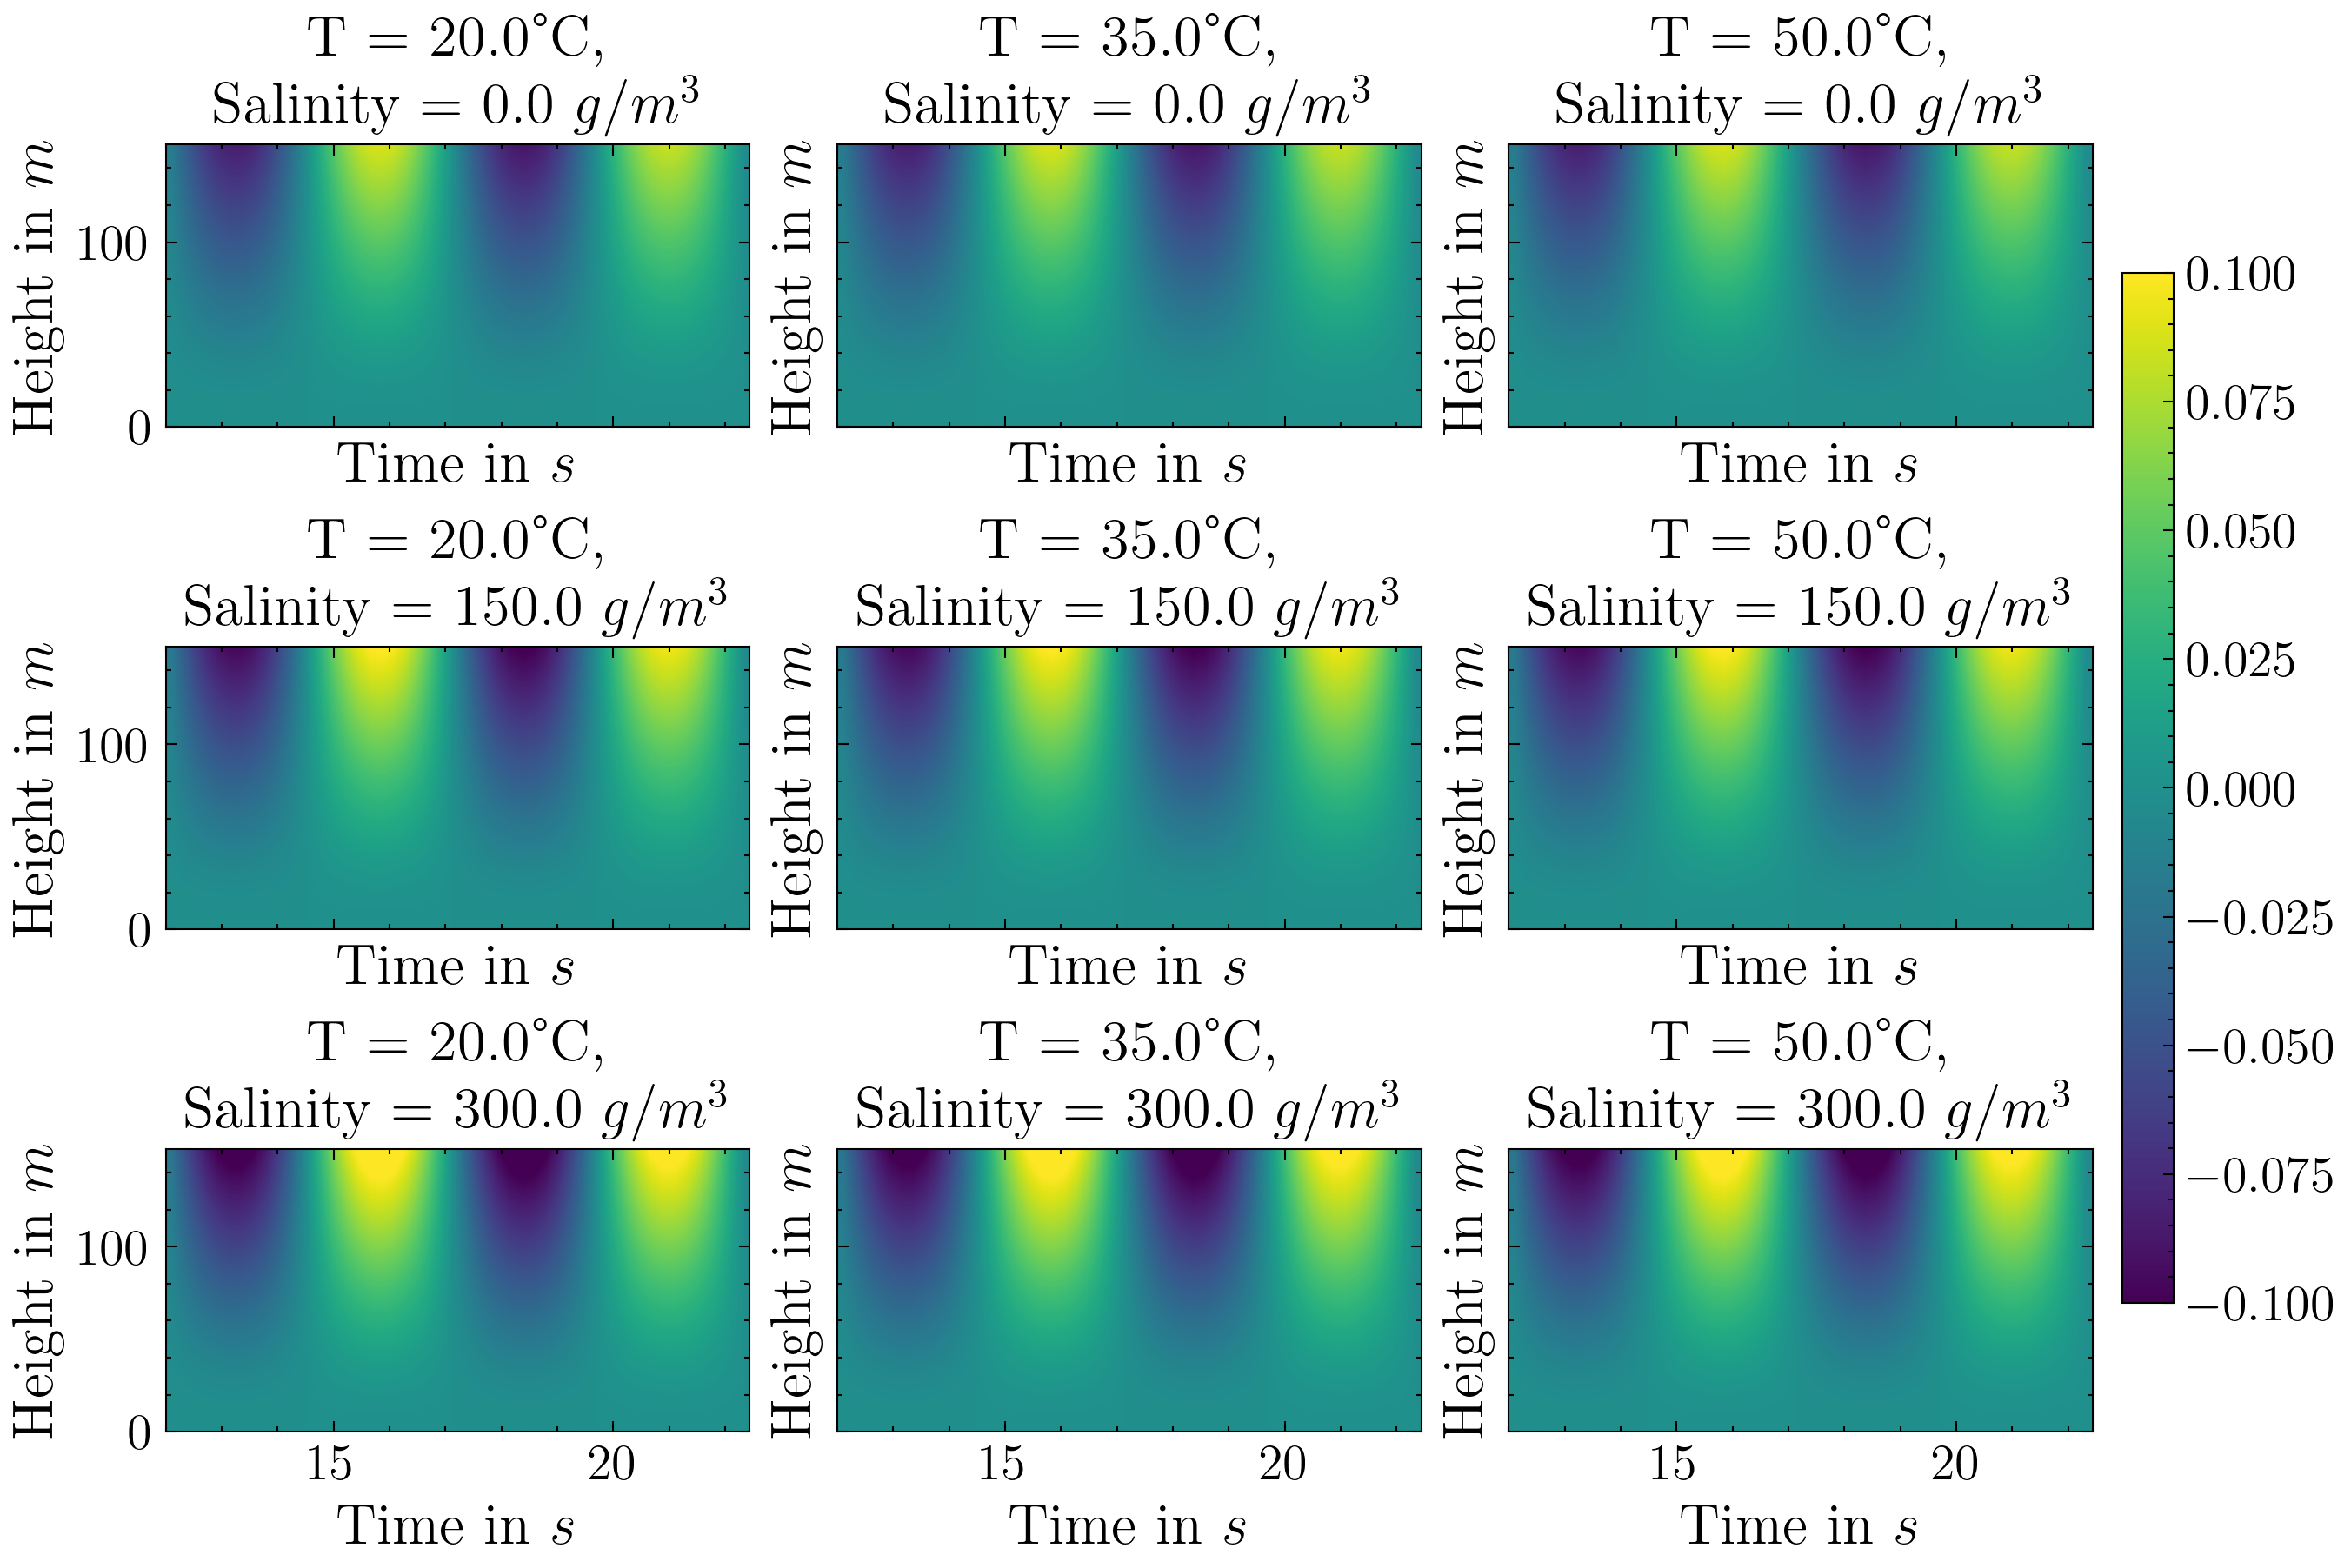 T = 20.0°C,
Salinity = 0.0 g/m³
T = 35.0°C,
Salinity = 0.0 g/m³
T = 50.0°C,
Salinity = 0.0 g/m³
Height in m
100
0
Time in s
Height in m
Time in s
Height in m
Time in s
T = 20.0°C,
Salinity = 150.0 g/m³
T = 35.0°C,
Salinity = 150.0 g/m³
T = 50.0°C,
Salinity = 150.0 g/m³
Height in m
100
0
Time in s
Height in m
Time in s
Height in m
Time in s
T = 20.0°C,
Salinity = 300.0 g/m³
T = 35.0°C,
Salinity = 300.0 g/m³
T = 50.0°C,
Salinity = 300.0 g/m³
Height in m
100
0
15 20
Time in s
Height in m
15 20
Time in s
Height in m
15 20
Time in s
0.100
0.075
0.050
0.025
0.000
−0.025
−0.050
−0.075
−0.100